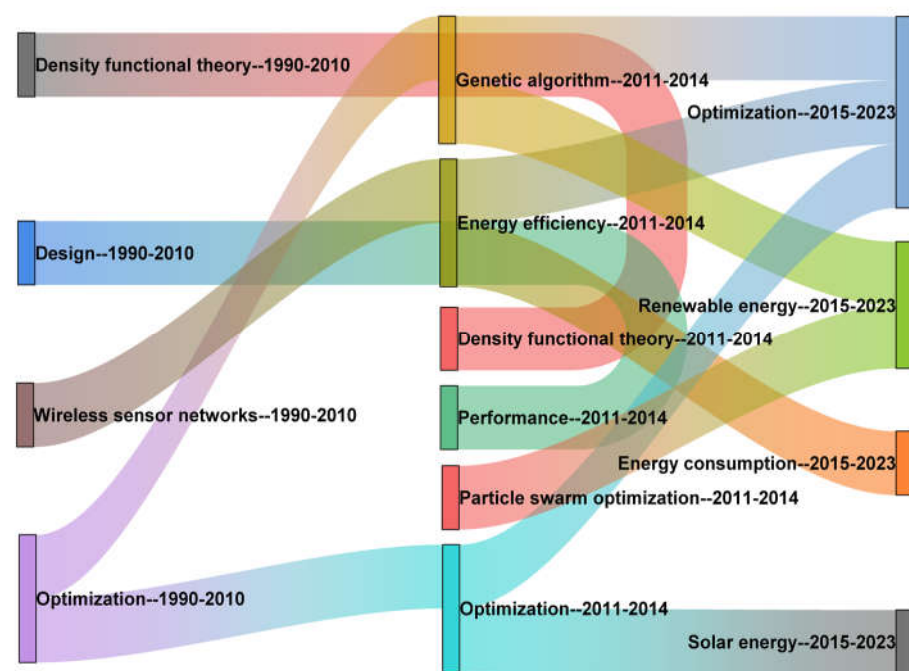 Density functional theory--1990-2010
Design--1990-2010
Wireless sensor networks--1990-2010
Optimization--1990-2010
Genetic algorithm--2011-2014
Energy efficiency--2011-2014
Density functional theory--2011-2014
Performance--2011-2014
Particle swarm optimization--2011-2014
Optimization--2011-2014
Optimization--2015-2023
Renewable energy--2015-2023
Energy consumption--2015-2023
Solar energy--2015-2023